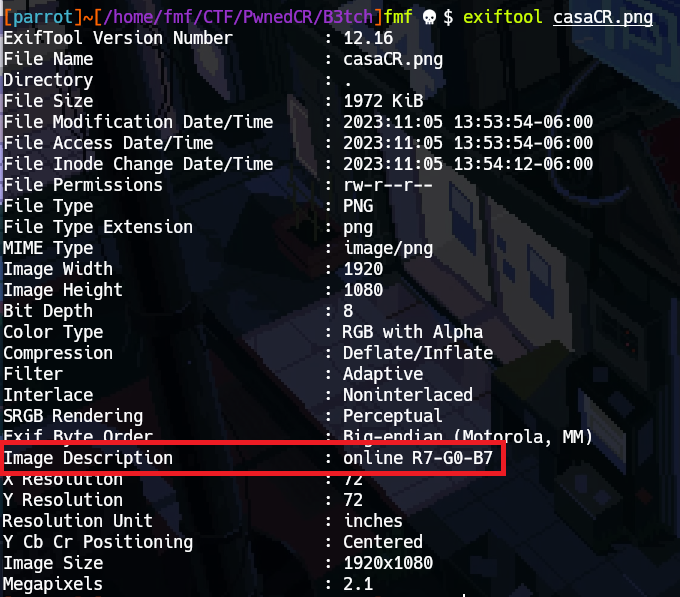 [parrot]~[/home/fmf/CTF/PwnedCR/B3tch]fmf 💀 $ exiftool casaCR.png
ExifTool Version Number : 12.16
File Name : casaCR.png
Directory : .
File Size : 1972 KiB
File Modification Date/Time : 2023:11:05 13:53:54-06:00
File Access Date/Time : 2023:11:05 13:53:54-06:00
File Inode Change Date/Time : 2023:11:05 13:54:12-06:00
File Permissions : rw-r--r--
File Type : PNG
File Type Extension : png
MIME Type : image/png
Image Width : 1920
Image Height : 1080
Bit Depth : 8
Color Type : RGB with Alpha
Compression : Deflate/Inflate
Filter : Adaptive
Interlace : Noninterlaced
SRGB Rendering : Perceptual
Exif Byte Order : Big-endian (Motorola, MM)
Image Description : online R7-G0-B7
X Resolution : 72
Y Resolution : 72
Resolution Unit : inches
Y Cb Cr Positioning : Centered
Image Size : 1920x1080
Megapixels : 2.1